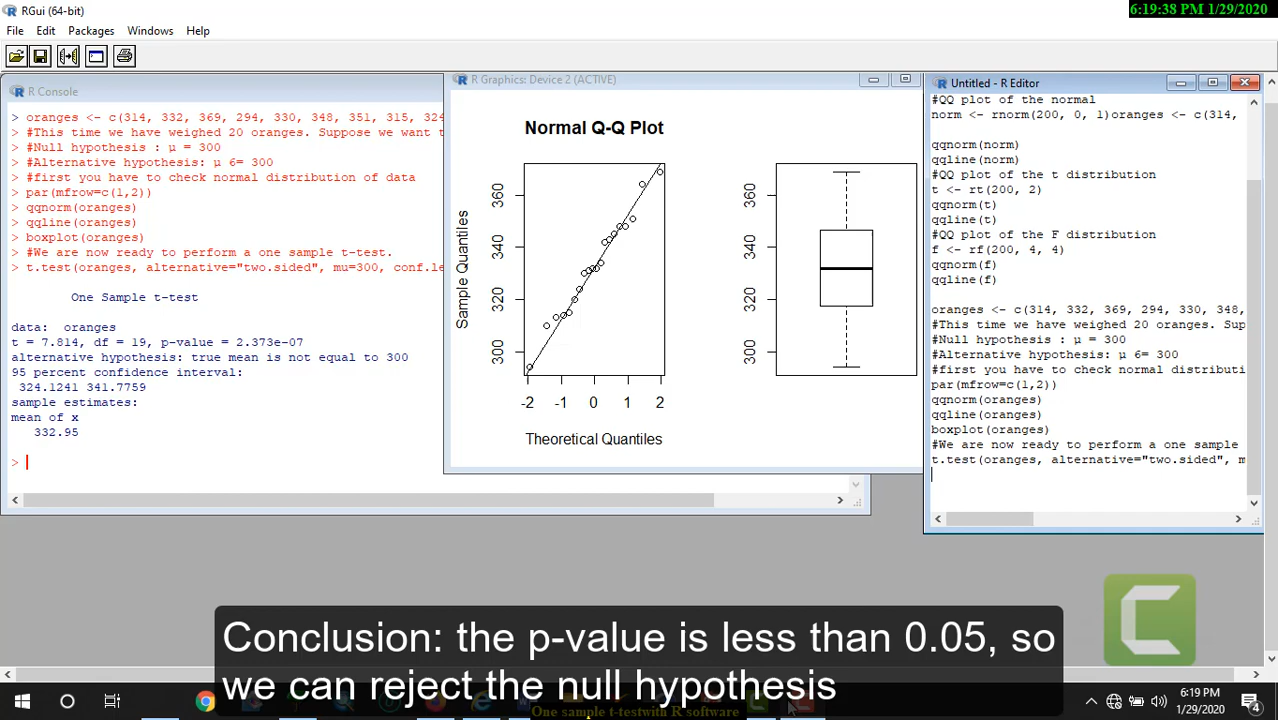 RGui (64-bit)
6:19:38 PM 1/29/2020
File Edit Packages Windows Help
R Console
> oranges <- c(314, 332, 369, 294, 330, 348, 351, 315, 324
> #This time we have weighed 20 oranges. Suppose we want t
> #Null hypothesis : µ = 300
> #Alternative hypothesis: µ 6= 300
> #first you have to check normal distribution of data
> par(mfrow=c(1,2))
> qqnorm(oranges)
> qqline(oranges)
> boxplot(oranges)
> #We are now ready to perform a one sample t-test.
> t.test(oranges, alternative="two.sided", mu=300, conf.le
One Sample t-test
data: oranges
t = 7.814, df = 19, p-value = 2.373e-07
alternative hypothesis: true mean is not equal to 300
95 percent confidence interval:
324.1241 341.7759
sample estimates:
mean of x
332.95
>
R Graphics: Device 2 (ACTIVE)
Normal Q-Q Plot
Sample Quantiles
360
340
320
300
-2 -1 0 1 2
Theoretical Quantiles
360
340
320
300
Untitled - R Editor
#QQ plot of the normal
norm <- rnorm(200, 0, 1)oranges <- c(314,
qqnorm(norm)
qqline(norm)
#QQ plot of the t distribution
t <- rt(200, 2)
qqnorm(t)
qqline(t)
#QQ plot of the F distribution
f <- rf(200, 4, 4)
qqnorm(f)
qqline(f)
oranges <- c(314, 332, 369, 294, 330, 348,
#This time we have weighed 20 oranges. Sup
#Null hypothesis : µ = 300
#Alternative hypothesis: µ 6= 300
#first you have to check normal distributi
par(mfrow=c(1,2))
qqnorm(oranges)
qqline(oranges)
boxplot(oranges)
#We are now ready to perform a one sample
t.test(oranges, alternative="two.sided", m
Conclusion: the p-value is less than 0.05, so
we can reject the null hypothesis
One sample t-testwith R software
6:19 PM
1/29/2020
4